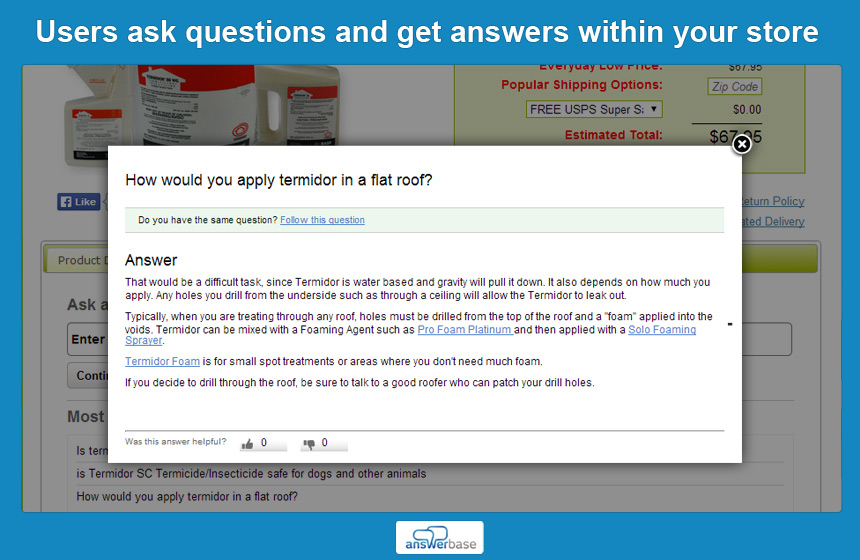 Users ask questions and get answers within your store
Everyday Low Price: $67.95
Popular Shipping Options: Zip Code
FREE USPS Super Sa $0.00
Estimated Total: $67.95
TERMIDOR
Like
Return Policy
ated Delivery
Product D
Ask a
Enter
Conti
Most
How would you apply termidor in a flat roof?
Do you have the same question? Follow this question
Answer
That would be a difficult task, since Termidor is water based and gravity will pull it down. It also depends on how much you
apply. Any holes you drill from the underside such as through a ceiling will allow the Termidor to leak out.
Typically, when you are treating through any roof, holes must be drilled from the top of the roof and a "foam" applied into the
voids. Termidor can be mixed with a Foaming Agent such as Pro Foam Platinum and then applied with a Solo Foaming
Sprayer.
Termidor Foam is for small spot treatments or areas where you don't need much foam.
If you decide to drill through the roof, be sure to talk to a good roofer who can patch your drill holes.
Was this answer helpful? 0 0
Is term
is Termidor SC Termicide/Insecticide safe for dogs and other animals
How would you apply termidor in a flat roof?
answerbase